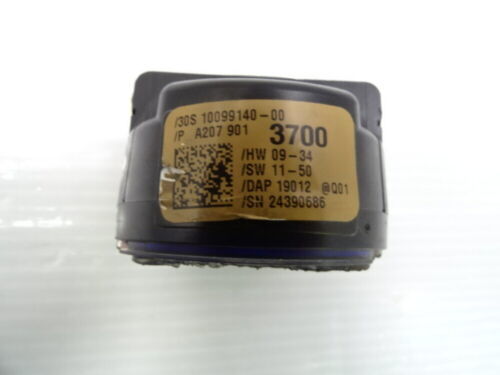 /30S 10099140-00
/P A207 901 3700
/HW 09-34
/SW 11-50
/DAP 19012 @Q01
/SN 24390686